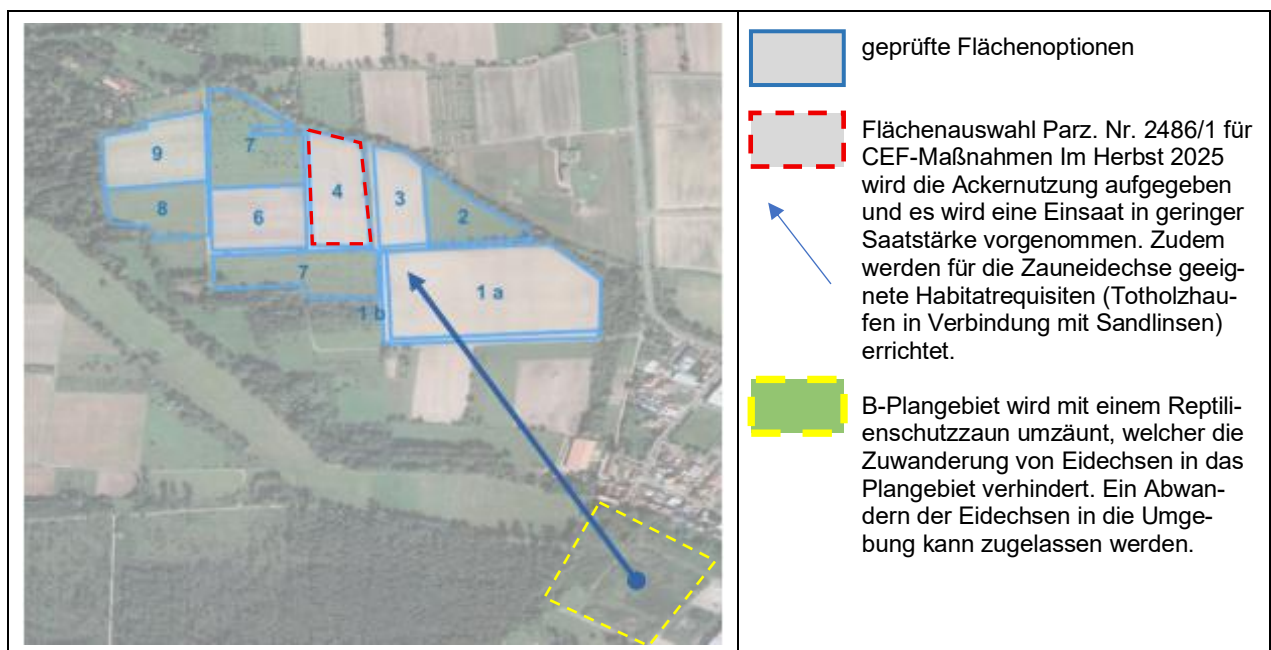 9
7
8
6
4
3
2
7
1 a
1 b
geprüfte Flächenoptionen
Flächenauswahl Parz. Nr. 2486/1 für
CEF-Maßnahmen Im Herbst 2025
wird die Ackernutzung aufgegeben
und es wird eine Einsaat in geringer
Saatstärke vorgenommen. Zudem
werden für die Zauneidechse geeig-
nete Habitatrequisiten (Totholzhau-
fen in Verbindung mit Sandlinsen)
errichtet.
B-Plangebiet wird mit einem Reptili-
enschutzzaun umzäunt, welcher die
Zuwanderung von Eidechsen in das
Plangebiet verhindert. Ein Abwan-
dern der Eidechsen in die Umge-
bung kann zugelassen werden.